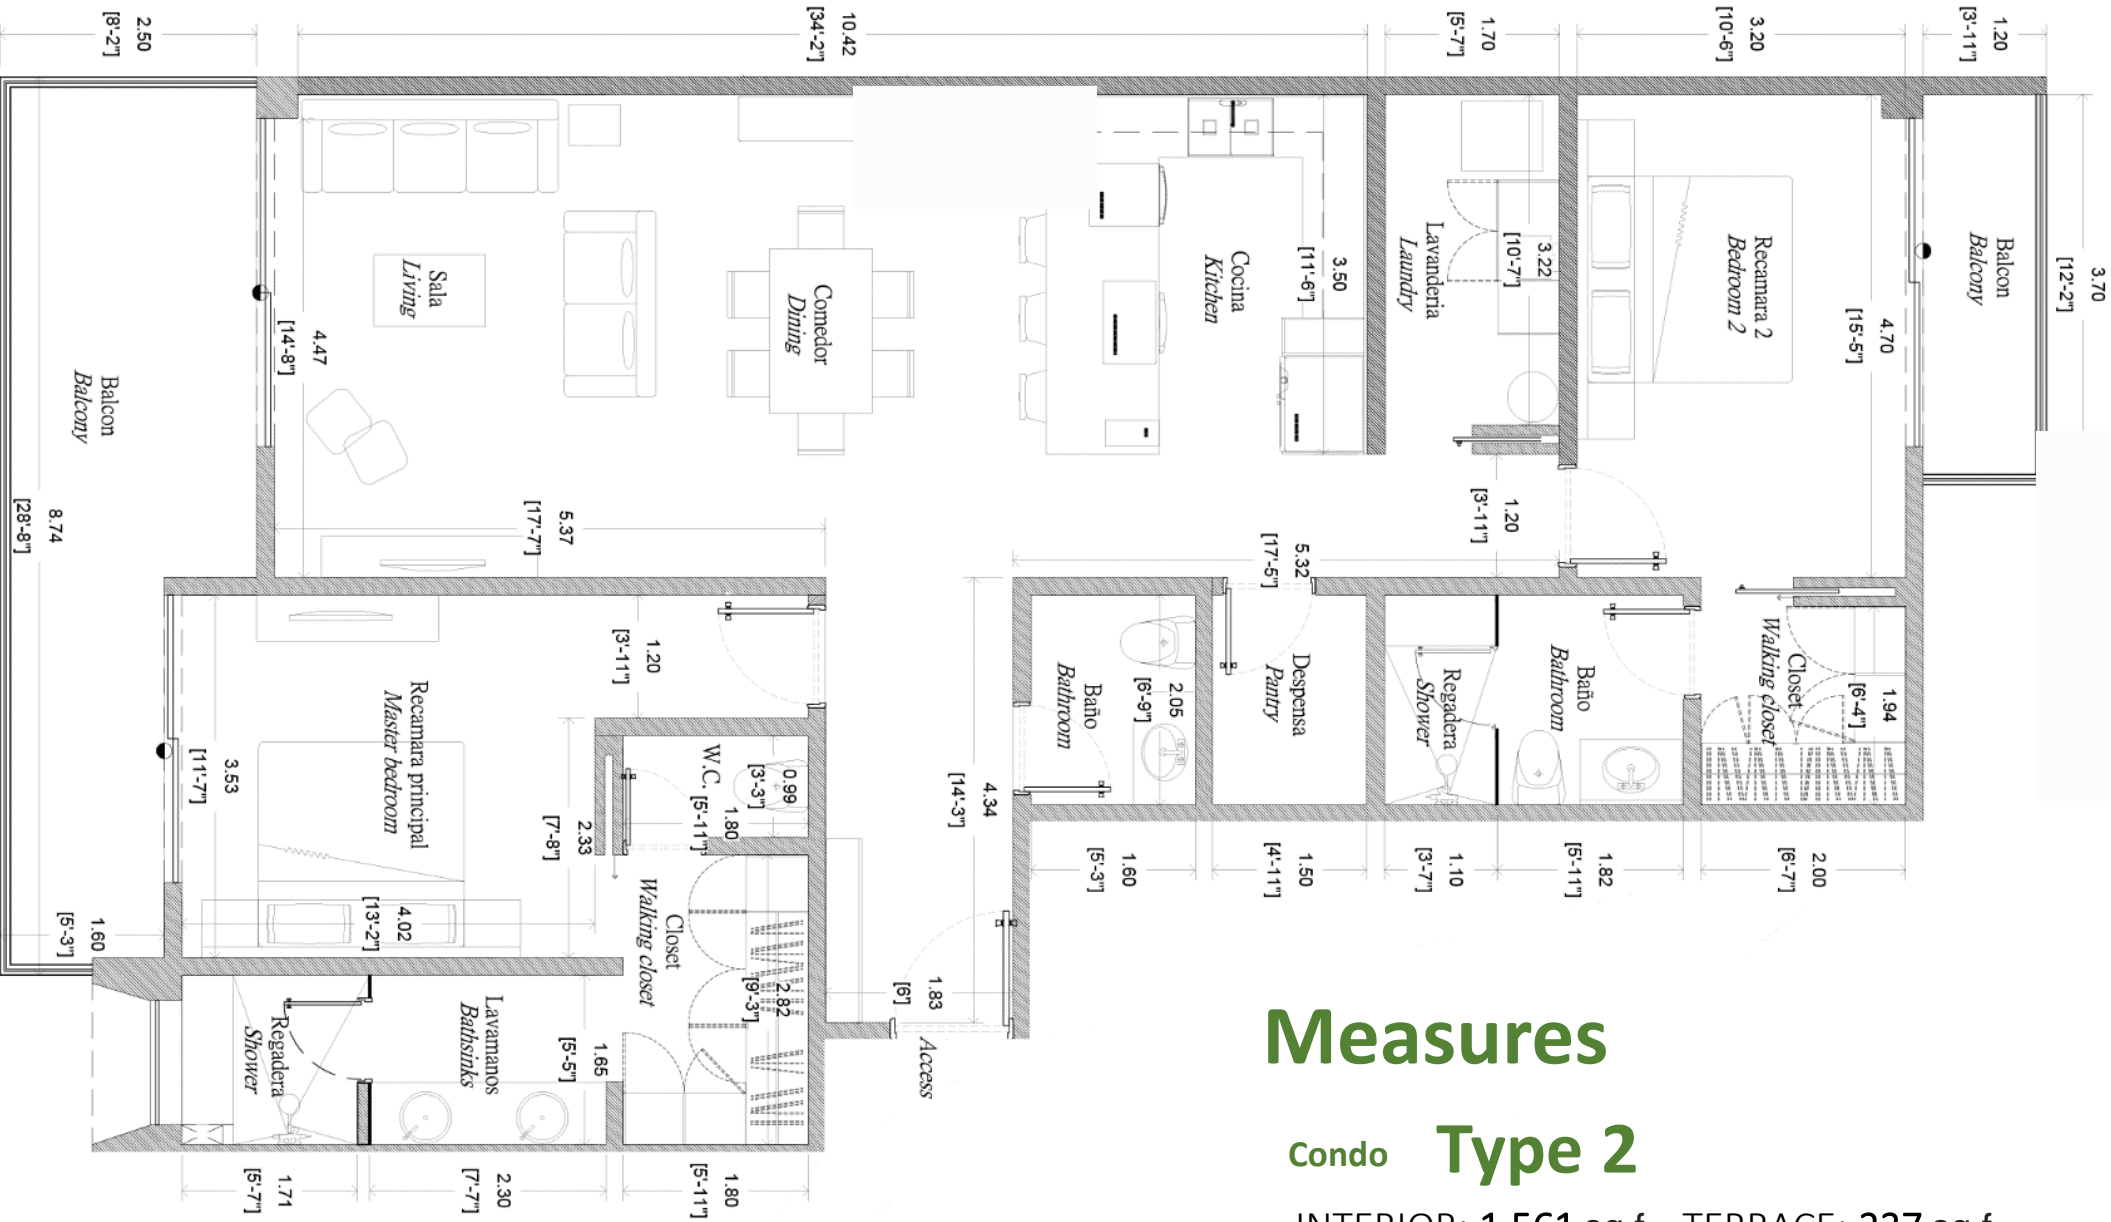 2.50
[8'-2"]
10.42
[34'-2"]
1.70
[5'-7"]
3.20
[10'-6"]
1.20
[3'-11"]
3.70
[12'-2"]
Balcon
Balcony
4.70
[15'-5"]
Recamara 2
Bedroom 2
3.22
[10'-7"]
Lavanderia
Laundry
3.50
[11'-6"]
Cocina
Kitchen
Comedor
Dining
Sala
Living
4.47
[14'-8"]
Balcon
Balcony
8.74
[28'-8"]
5.37
[17'-7"]
5.32
[17'-5"]
1.20
[3'-11"]
1.20
[3'-11"]
Recamara principal
Master bedroom
3.53
[11'-7"]
4.02
[13'-2"]
2.33
[7'-8"]
W.C.
0.99
[3'-3"]
1.80
[5'-11"]
4.34
[14'-3"]
Baño
Bathroom
2.05
[6'-9"]
Despensa
Pantry
Regadera
Shower
Baño
Bathroom
Closet
Walking closet
1.94
[6'-4"]
1.60
[5'-3"]
1.50
[4'-11"]
1.10
[3'-7"]
1.82
[5'-11"]
2.00
[6'-7"]
1.60
[5'-3"]
Closet
Walking closet
2.82
[9'-3"]
1.83
[6']
Access
Regadera
Shower
Lavamanos
Bathsinks
1.65
[5'-5"]
1.71
[5'-7"]
2.30
[7'-7"]
1.80
[5'-11"]
Measures
Condo Type 2
INTERIOR: 1,561 sq.f TERRACE: 237 sq.f